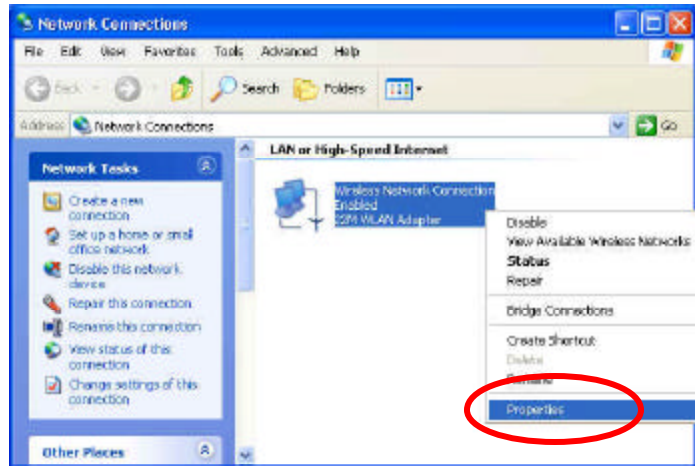 Network Connections
File Edit View Favorites Tools Advanced Help
Back Search Folders
Address Network Connections Go
Network Tasks
Create a new
connection
Set up a home or small
office network
Disable this network
device
Repair this connection
Rename this connection
View status of this
connection
Change settings of this
connection
Other Places
LAN or High-Speed Internet
Wireless Network Connection
Enabled
WLAN Adapter
Disable
View Available Wireless Networks
Status
Repair
Bridge Connections
Create Shortcut
Delete
Rename
Properties